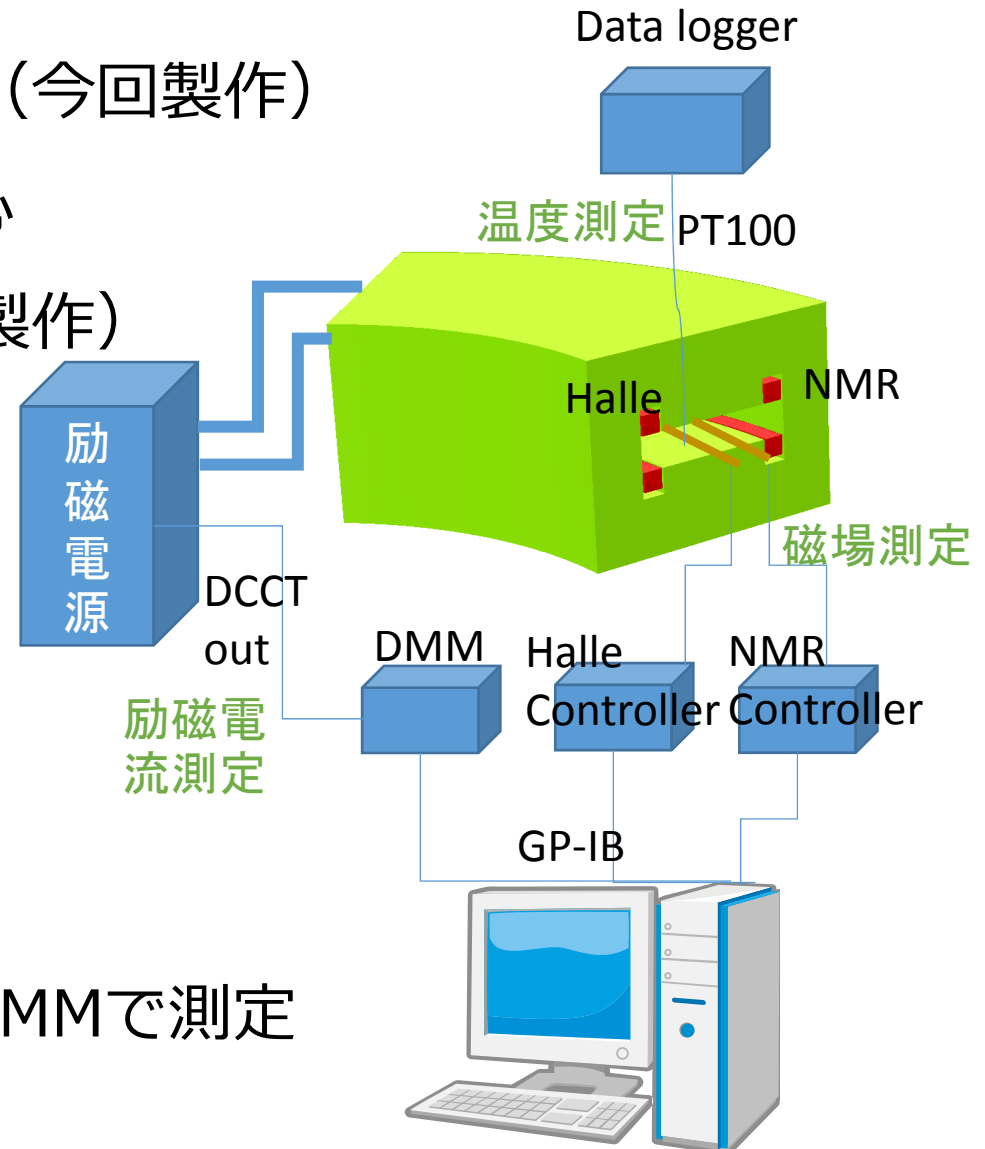 Data logger
（今回製作）
温度測定 PT100
製作）
Halle
NMR
励
磁
電
源
磁場測定
DCCT
out
DMM
Halle
Controller
NMR
Controller
励磁電
流測定
GP-IB
MMで測定